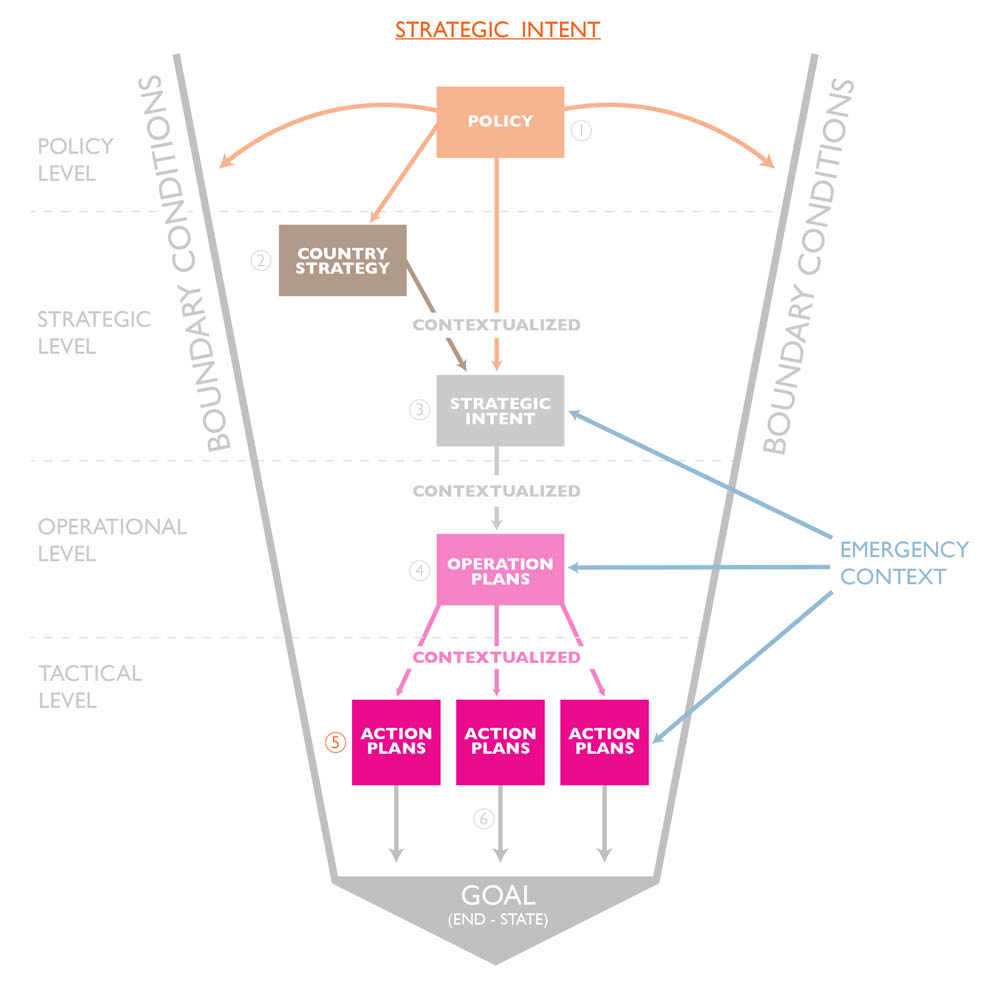 STRATEGIC INTENT
BOUNDARY CONDITIONS
BOUNDARY CONDITIONS
POLICY
LEVEL
POLICY
①
②
COUNTRY
STRATEGY
STRATEGIC
LEVEL
CONTEXTUALIZED
③
STRATEGIC
INTENT
CONTEXTUALIZED
OPERATIONAL
LEVEL
④
OPERATION
PLANS
EMERGENCY
CONTEXT
CONTEXTUALIZED
TACTICAL
LEVEL
⑤
ACTION
PLANS
ACTION
PLANS
ACTION
PLANS
⑥
GOAL
(END - STATE)